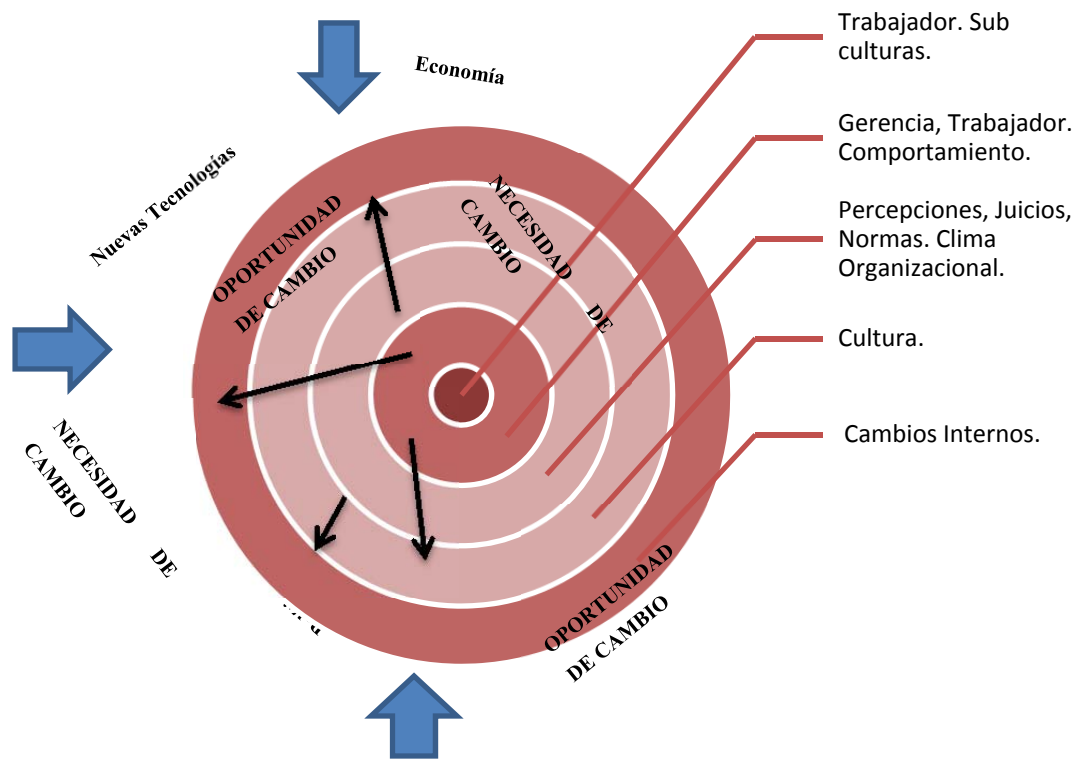 Economía
Nuevas Tecnologías
OPORTUNIDAD
DE CAMBIO
NECESIDAD DE
CAMBIO
NECESIDAD DE
CAMBIO
OPORTUNIDAD
DE CAMBIO
Trabajador. Sub
culturas.
Gerencia, Trabajador.
Comportamiento.
Percepciones, Juicios,
Normas. Clima
Organizacional.
Cultura.
Cambios Internos.